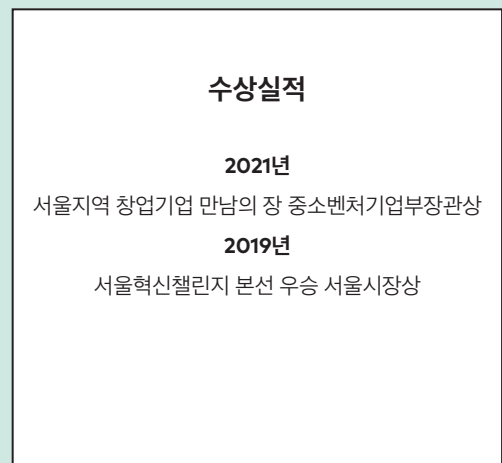 수상실적
2021년
서울지역 창업기업 만남의 장 중소벤처기업부장관상
2019년
서울혁신챌린지 본선 우승 서울시장상